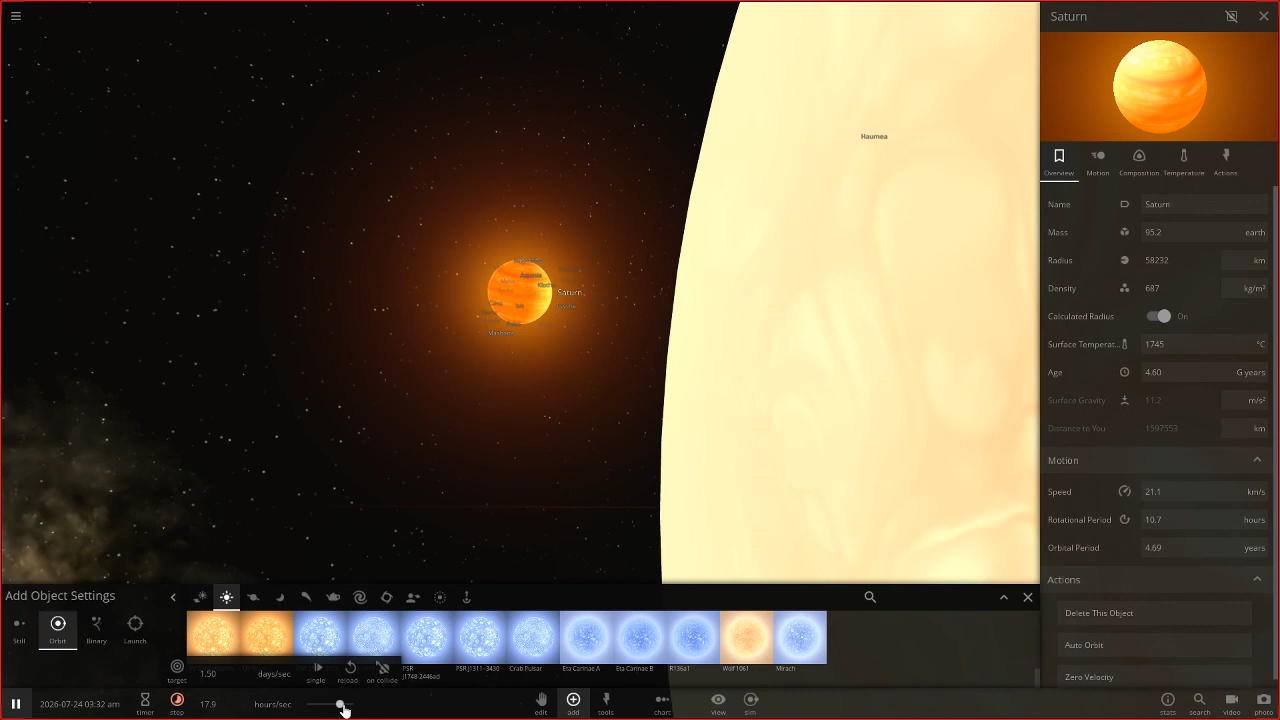 Saturn
Haumea
Saturn
Overview
Motion
Composition
Temperature
Actions
Name
Saturn
Mass
95.2
earth
Radius
58232
km
Density
687
kg/m³
Calculated Radius
On
Surface Temperat...
1745
°C
Age
4.60
G years
Surface Gravity
11.2
m/s²
Distance to You
1597553
km
Motion
Speed
21.1
km/s
Rotational Period
10.7
hours
Orbital Period
4.69
years
Actions
Delete This Object
Auto Orbit
Zero Velocity
Add Object Settings
Still
Orbit
Binary
Launch
PSR J1748-2446ad
PSR J1311-3430
Crab Pulsar
Eta Carinae A
Eta Carinae B
R136a1
Wolf 1061
Mirach
target
1.50
days/sec
single
reload
on collide
2026-07-24 03:32 am
timer
step
17.9
hours/sec
edit
add
tools
chart
view
sim
stats
search
video
photo